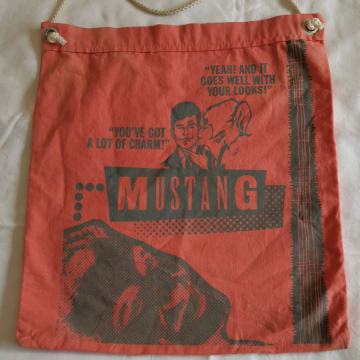 "YEAH! AND IT
GOES WELL WITH
YOUR LOOKS!"
"YOU'VE GOT
A LOT OF CHARM!"
MUSTANG